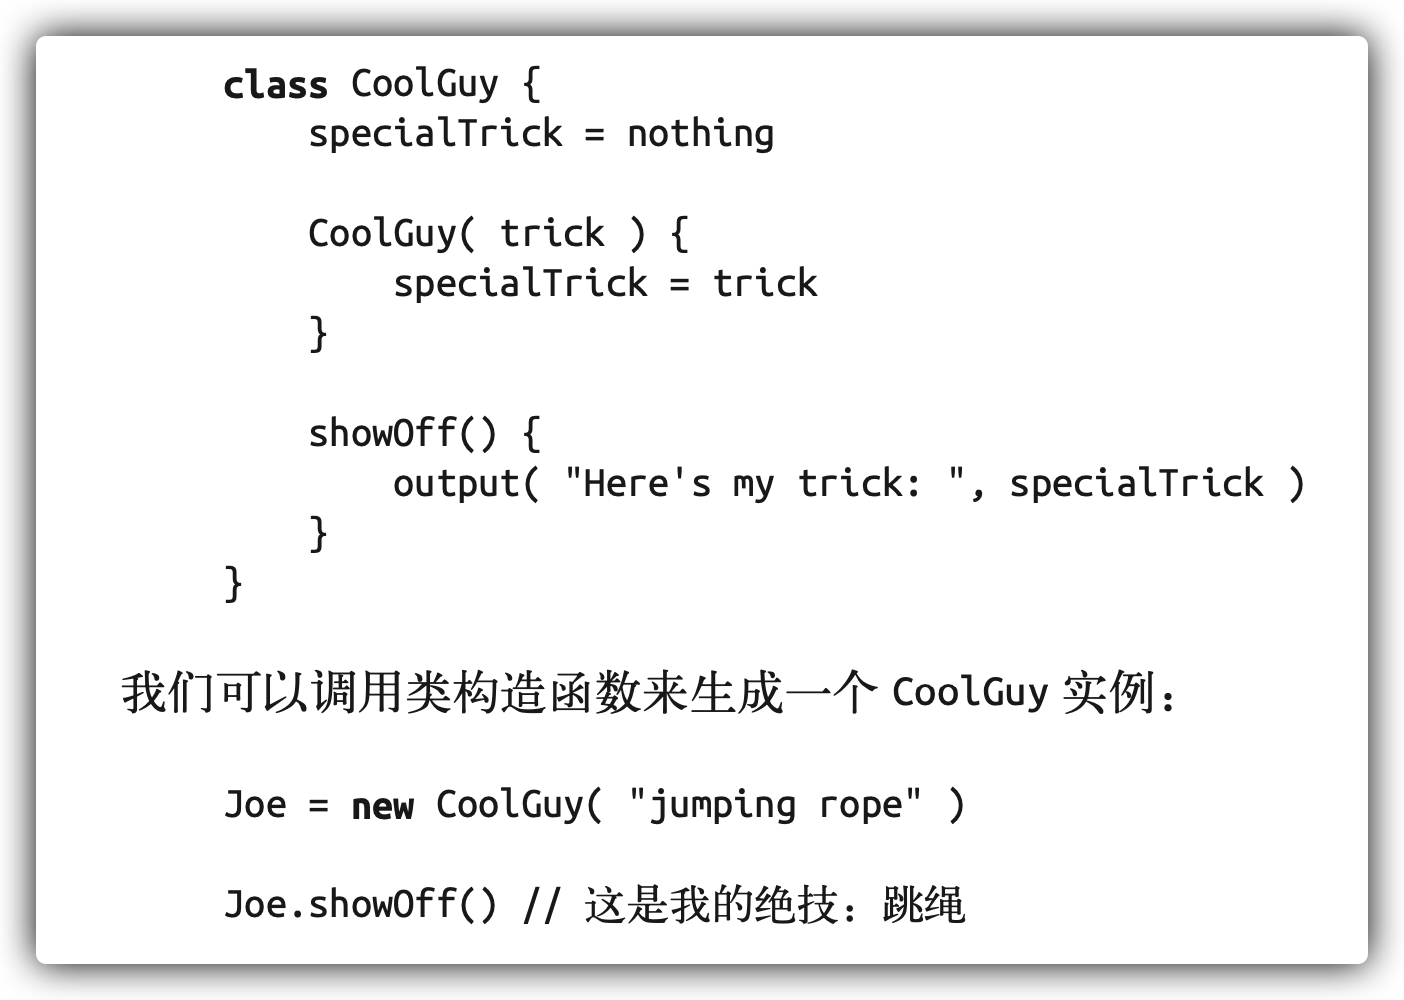 class CoolGuy {
    specialTrick = nothing

    CoolGuy( trick ) {
        specialTrick = trick
    }

    showOff() {
        output( "Here's my trick: ", specialTrick )
    }
}
我们可以调用类构造函数来生成一个 CoolGuy 实例：
Joe = new CoolGuy( "jumping rope" )

Joe.showOff() // 这是我的绝技：跳绳